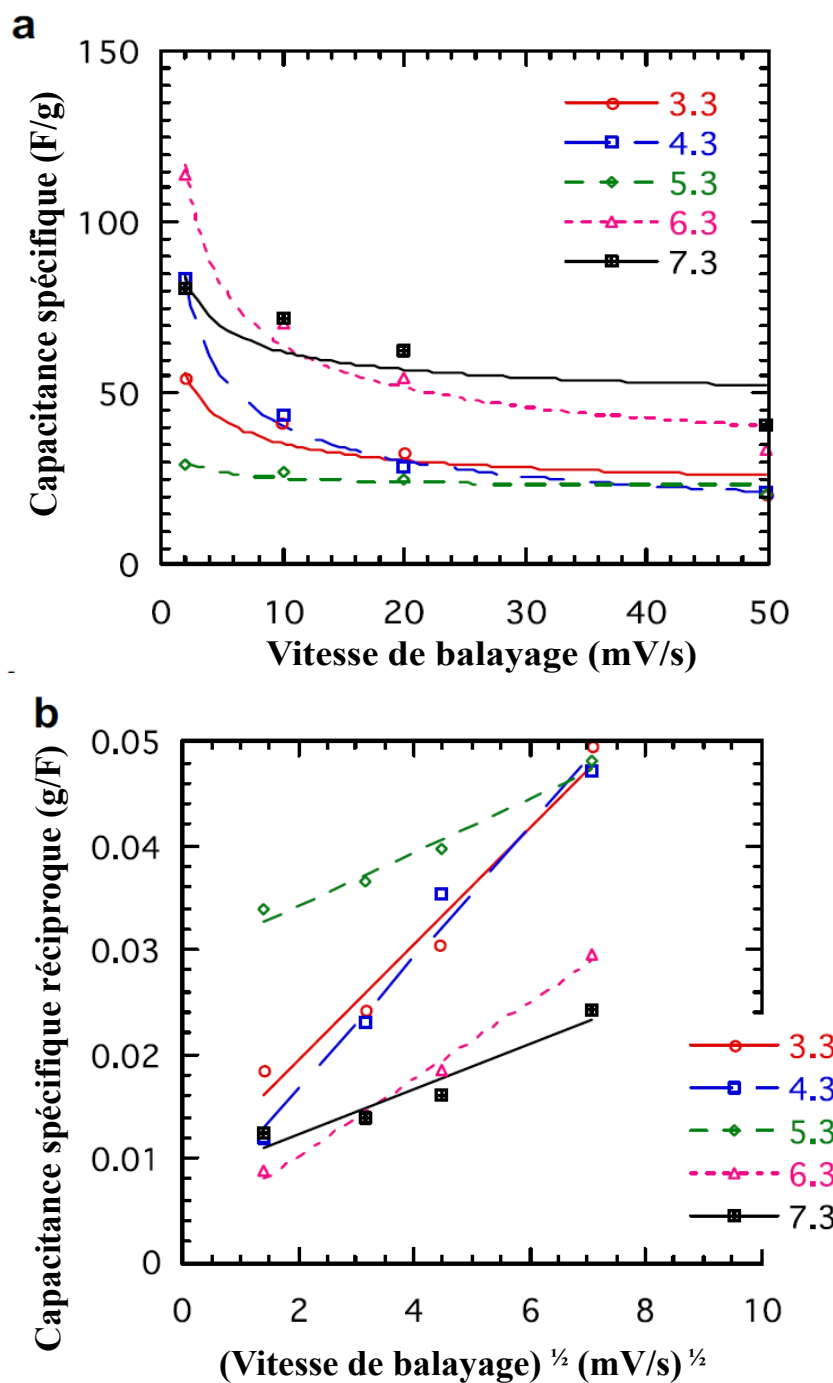 a
Capacitance spécifique (F/g)
150
100
50
0
3.3
4.3
5.3
6.3
7.3
0 10 20 30 40 50
Vitesse de balayage (mV/s)
b
Capacitance spécifique réciproque (g/F)
0.05
0.04
0.03
0.02
0.01
0
3.3
4.3
5.3
6.3
7.3
0 2 4 6 8 10
(Vitesse de balayage) ½ (mV/s) ½